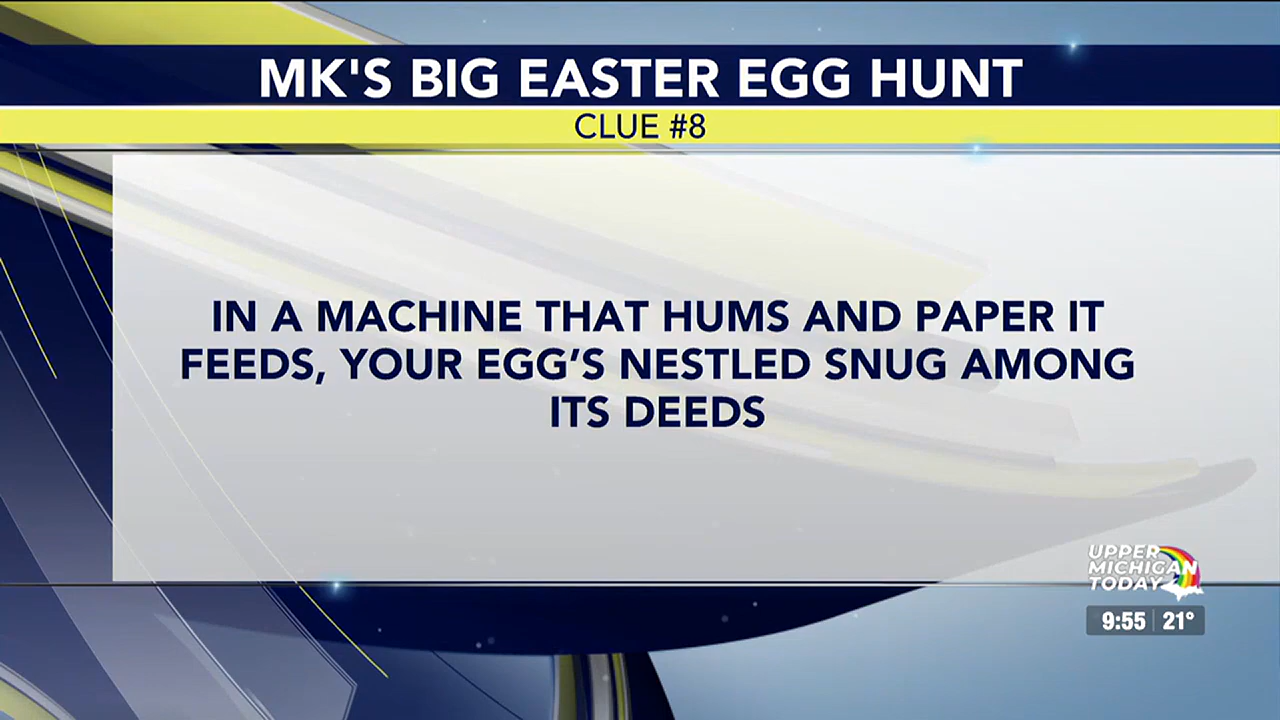 MK'S BIG EASTER EGG HUNT
CLUE #8
IN A MACHINE THAT HUMS AND PAPER IT
FEEDS, YOUR EGG’S NESTLED SNUG AMONG
ITS DEEDS
UPPER
MICHIGAN
TODAY
9:55 21°